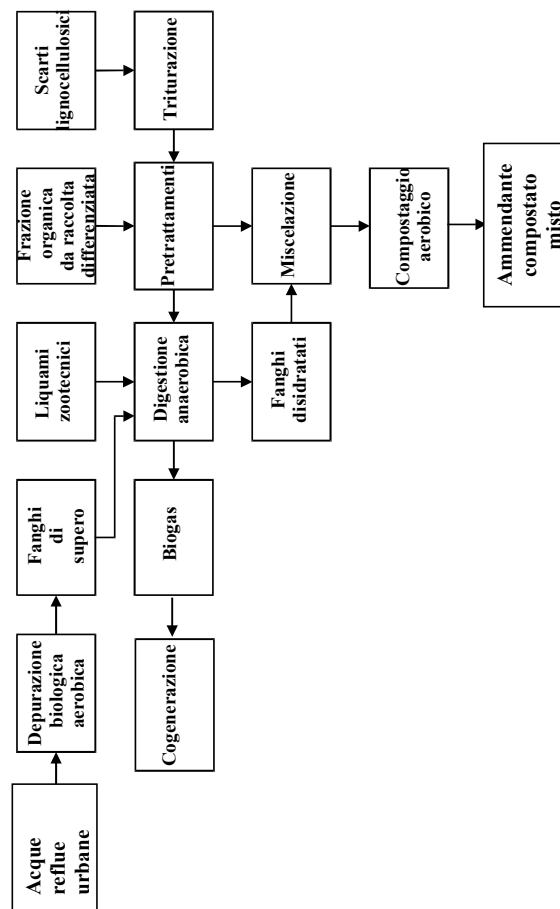 Acque
reflue
urbane
Depurazione
biologica
aerobica
Fanghi
di
supero
Liquami
zootecnici
Frazione
organica
da raccolta
differenziata
Scarti
lignocellulosici
Cogenerazione
Biogas
Digestione
anaerobica
Pretrattamenti
Triturazione
Fanghi
disidratati
Miscelazione
Compostaggio
aerobico
Ammendante
compostato
misto